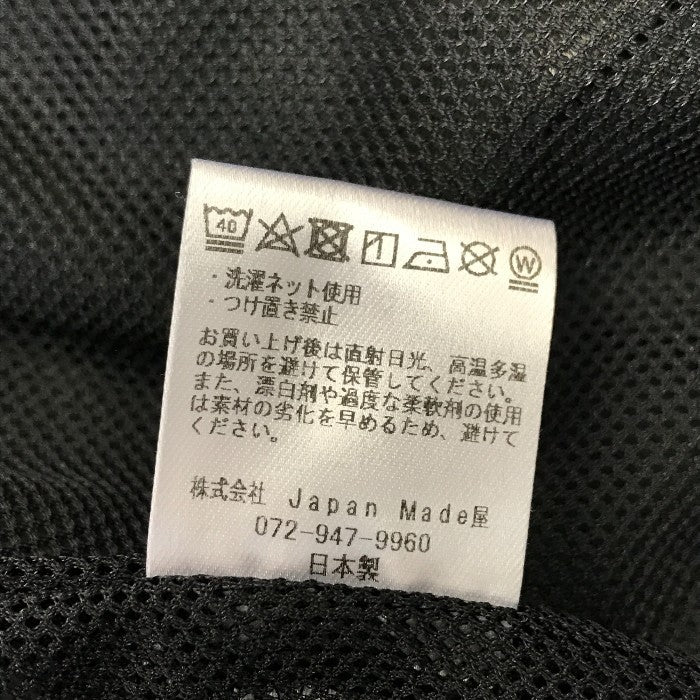 40 W
・洗濯ネット使用
・つけ置き禁止
お買い上げ後は直射日光、高温多湿
の場所を避けて保管してください。
また、漂白剤や過度な柔軟剤の使用
は素材の劣化を早めるため、避けて
ください。
株式会社 Japan Made屋
072-947-9960
日本製